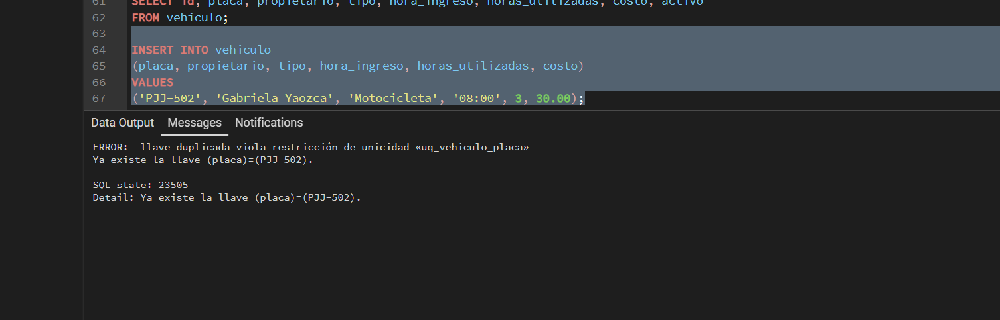 61 SELECT id, placa, propietario, tipo, hora_ingreso, horas_utilizadas, costo, activo
62 FROM vehiculo;
63
64 INSERT INTO vehiculo
65 (placa, propietario, tipo, hora_ingreso, horas_utilizadas, costo)
66 VALUES
67 ('PJJ-502', 'Gabriela Yaozca', 'Motocicleta', '08:00', 3, 30.00);
Data Output Messages Notifications
ERROR:  llave duplicada viola restricción de unicidad «uq_vehiculo_placa»
Ya existe la llave (placa)=(PJJ-502).
SQL state: 23505
Detail: Ya existe la llave (placa)=(PJJ-502).